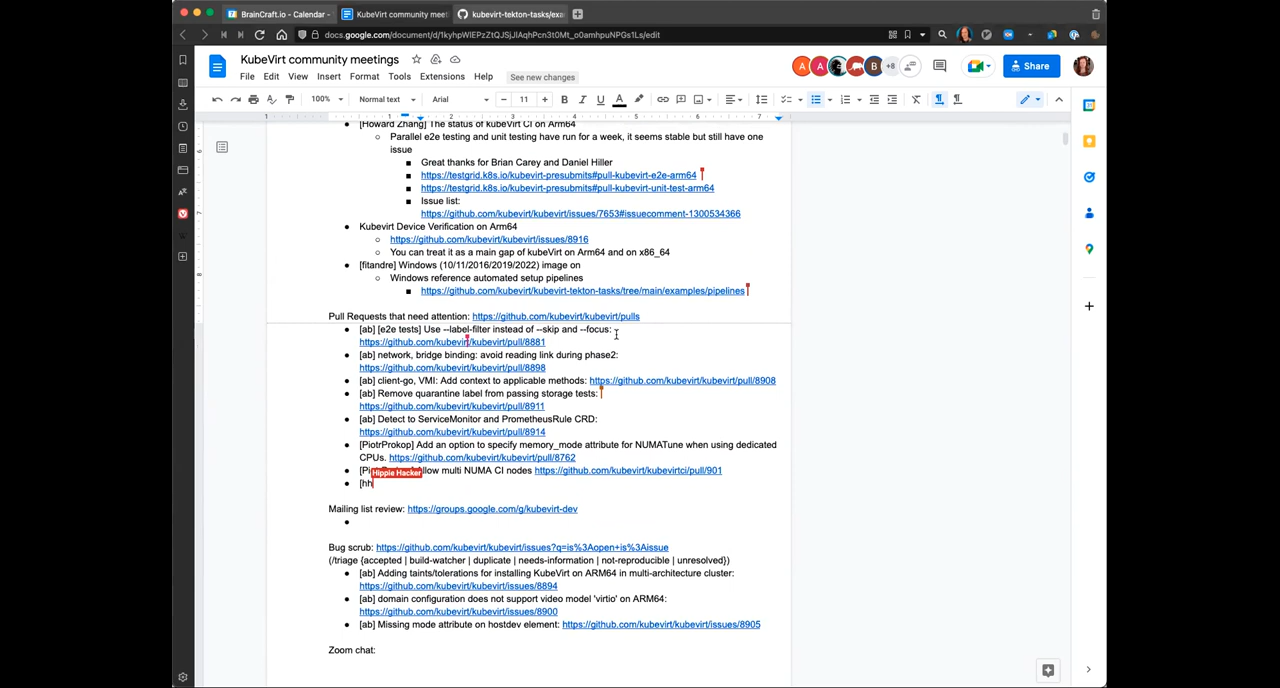 BrainCraft.io - Calendar -
KubeVirt community meet
kubevirt-tekton-tasks/exa
KubeVirt community meetings
File Edit View Insert Format Tools Extensions Help See new changes
A A B +8 Share
100% Normal text Arial 11
[Howard Zhang] The status of kubeVirt CI on Arm64
Parallel e2e testing and unit testing have run for a week, it seems stable but still have one
issue
Great thanks for Brian Carey and Daniel Hiller
https://testgrid.k8s.io/kubevirt-presubmits#pull-kubevirt-e2e-arm64
https://testgrid.k8s.io/kubevirt-presubmits#pull-kubevirt-unit-test-arm64
Issue list:
https://github.com/kubevirt/kubevirt/issues/7653#issuecomment-1300534366
Kubevirt Device Verification on Arm64
https://github.com/kubevirt/kubevirt/issues/8916
You can treat it as a main gap of kubeVirt on Arm64 and on x86_64
[fitandre] Windows (10/11/2016/2019/2022) image on
Windows reference automated setup pipelines
https://github.com/kubevirt/kubevirt-tekton-tasks/tree/main/examples/pipelines
Pull Requests that need attention: https://github.com/kubevirt/kubevirt/pulls
[ab] [e2e tests] Use --label-filter instead of --skip and --focus:
https://github.com/kubevirt/kubevirt/pull/8881
[ab] network, bridge binding: avoid reading link during phase2:
https://github.com/kubevirt/kubevirt/pull/8898
[ab] client-go, VMI: Add context to applicable methods: https://github.com/kubevirt/kubevirt/pull/8908
[ab] Remove quarantine label from passing storage tests:
https://github.com/kubevirt/kubevirt/pull/8911
[ab] Detect to ServiceMonitor and PrometheusRule CRD:
https://github.com/kubevirt/kubevirt/pull/8914
[PiotrProkop] Add an option to specify memory_mode attribute for NUMATune when using dedicated
CPUs. https://github.com/kubevirt/kubevirt/pull/8762
multi NUMA CI nodes https://github.com/kubevirt/kubevirtci/pull/901
Hippie Hacker
[hh
Mailing list review: https://groups.google.com/g/kubevirt-dev
Bug scrub: https://github.com/kubevirt/kubevirt/issues?q=is%3Aopen+is%3Aissue
(/triage {accepted | build-watcher | duplicate | needs-information | not-reproducible | unresolved})
[ab] Adding taints/tolerations for installing KubeVirt on ARM64 in multi-architecture cluster:
https://github.com/kubevirt/kubevirt/issues/8894
[ab] domain configuration does not support video model 'virtio' on ARM64:
https://github.com/kubevirt/kubevirt/issues/8900
[ab] Missing mode attribute on hostdev element: https://github.com/kubevirt/kubevirt/issues/8905
Zoom chat: